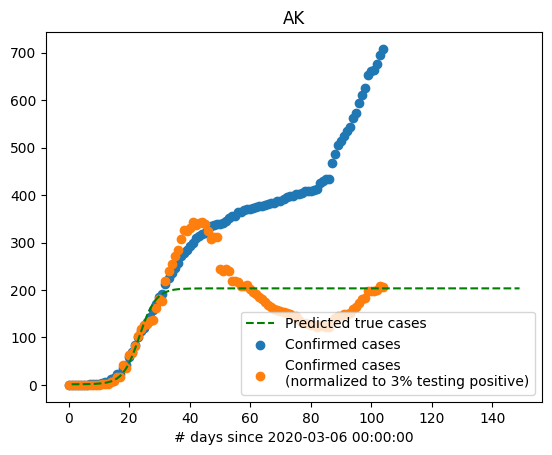 AK
700
600
500
400
300
200
100
0
Predicted true cases
Confirmed cases
Confirmed cases
(normalized to 3% testing positive)
0 20 40 60 80 100 120 140
# days since 2020-03-06 00:00:00